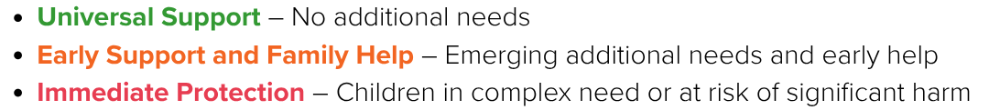 • Universal Support – No additional needs
• Early Support and Family Help – Emerging additional needs and early help
• Immediate Protection – Children in complex need or at risk of significant harm